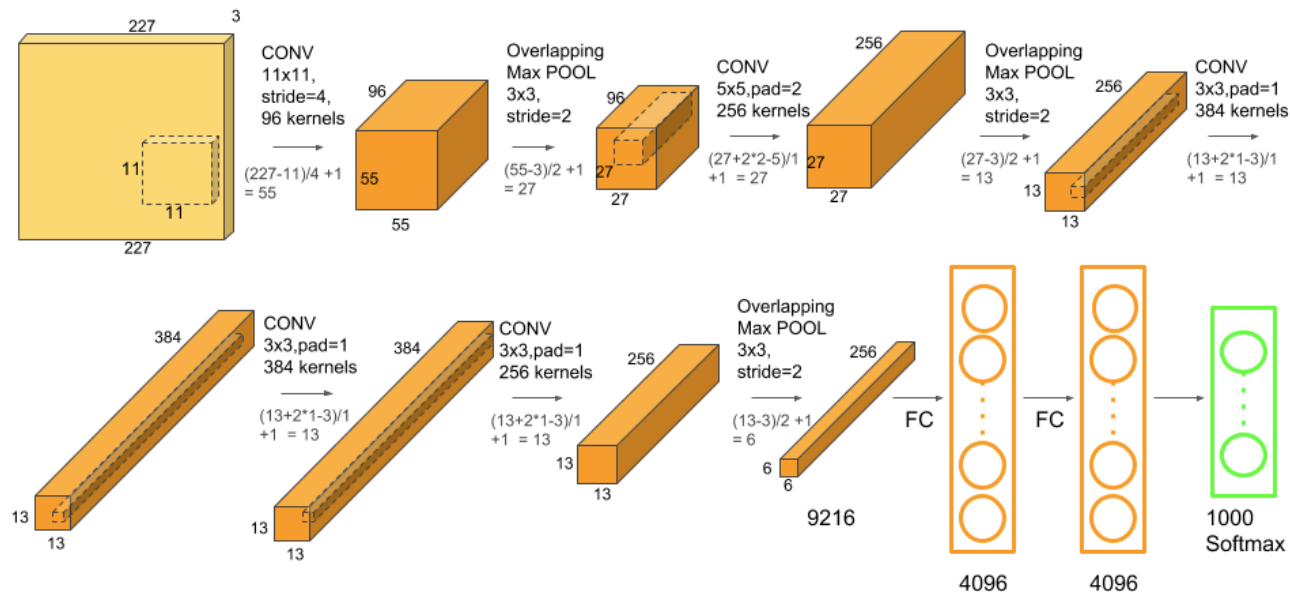 227
3
CONV
11x11,
stride=4,
96 kernels
(227-11)/4 +1
= 55
11
11
227
96
55
55
Overlapping
Max POOL
3x3,
stride=2
(55-3)/2 +1
= 27
96
27
27
CONV
5x5,pad=2
256 kernels
(27+2*2-5)/1
+1 = 27
256
27
27
Overlapping
Max POOL
3x3,
stride=2
(27-3)/2 +1
= 13
256
13
13
CONV
3x3,pad=1
384 kernels
(13+2*1-3)/1
+1 = 13
384
13
13
CONV
3x3,pad=1
384 kernels
(13+2*1-3)/1
+1 = 13
384
13
13
CONV
3x3,pad=1
256 kernels
(13+2*1-3)/1
+1 = 13
256
13
13
Overlapping
Max POOL
3x3,
stride=2
(13-3)/2 +1
= 6
256
6
6
9216
FC
4096
FC
4096
1000
Softmax